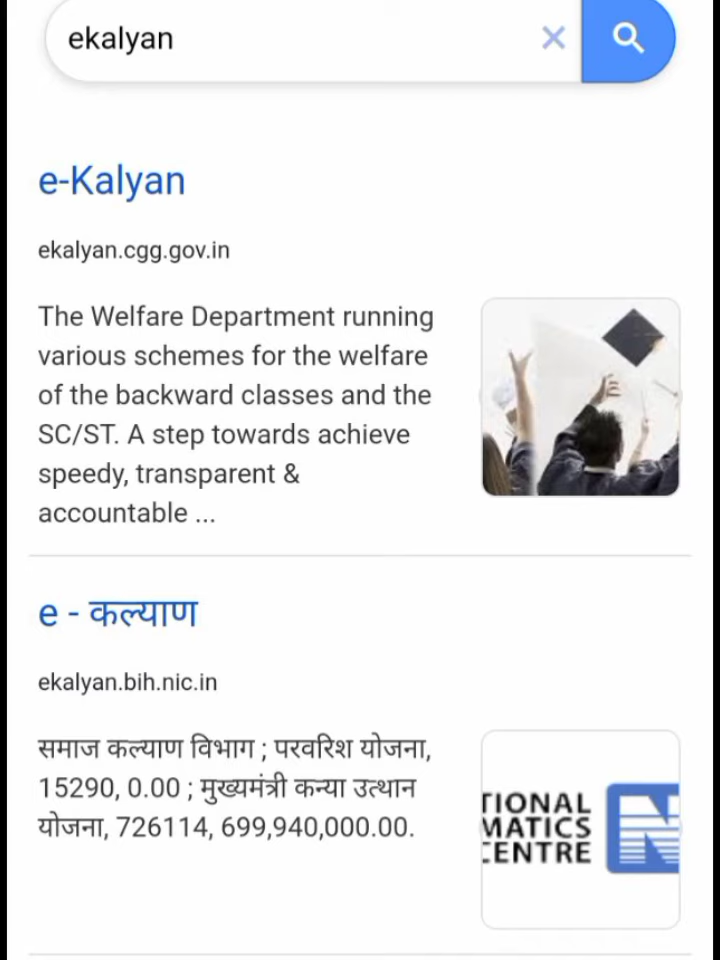 ekalyan
e-Kalyan
ekalyan.cgg.gov.in
The Welfare Department running
various schemes for the welfare
of the backward classes and the
SC/ST. A step towards achieve
speedy, transparent &
accountable ...
e - कल्याण
ekalyan.bih.nic.in
समाज कल्याण विभाग ; परवरिश योजना,
15290, 0.00 ; मुख्यमंत्री कन्या उत्थान
योजना, 726114, 699,940,000.00.
TIONAL
MATICS
CENTRE